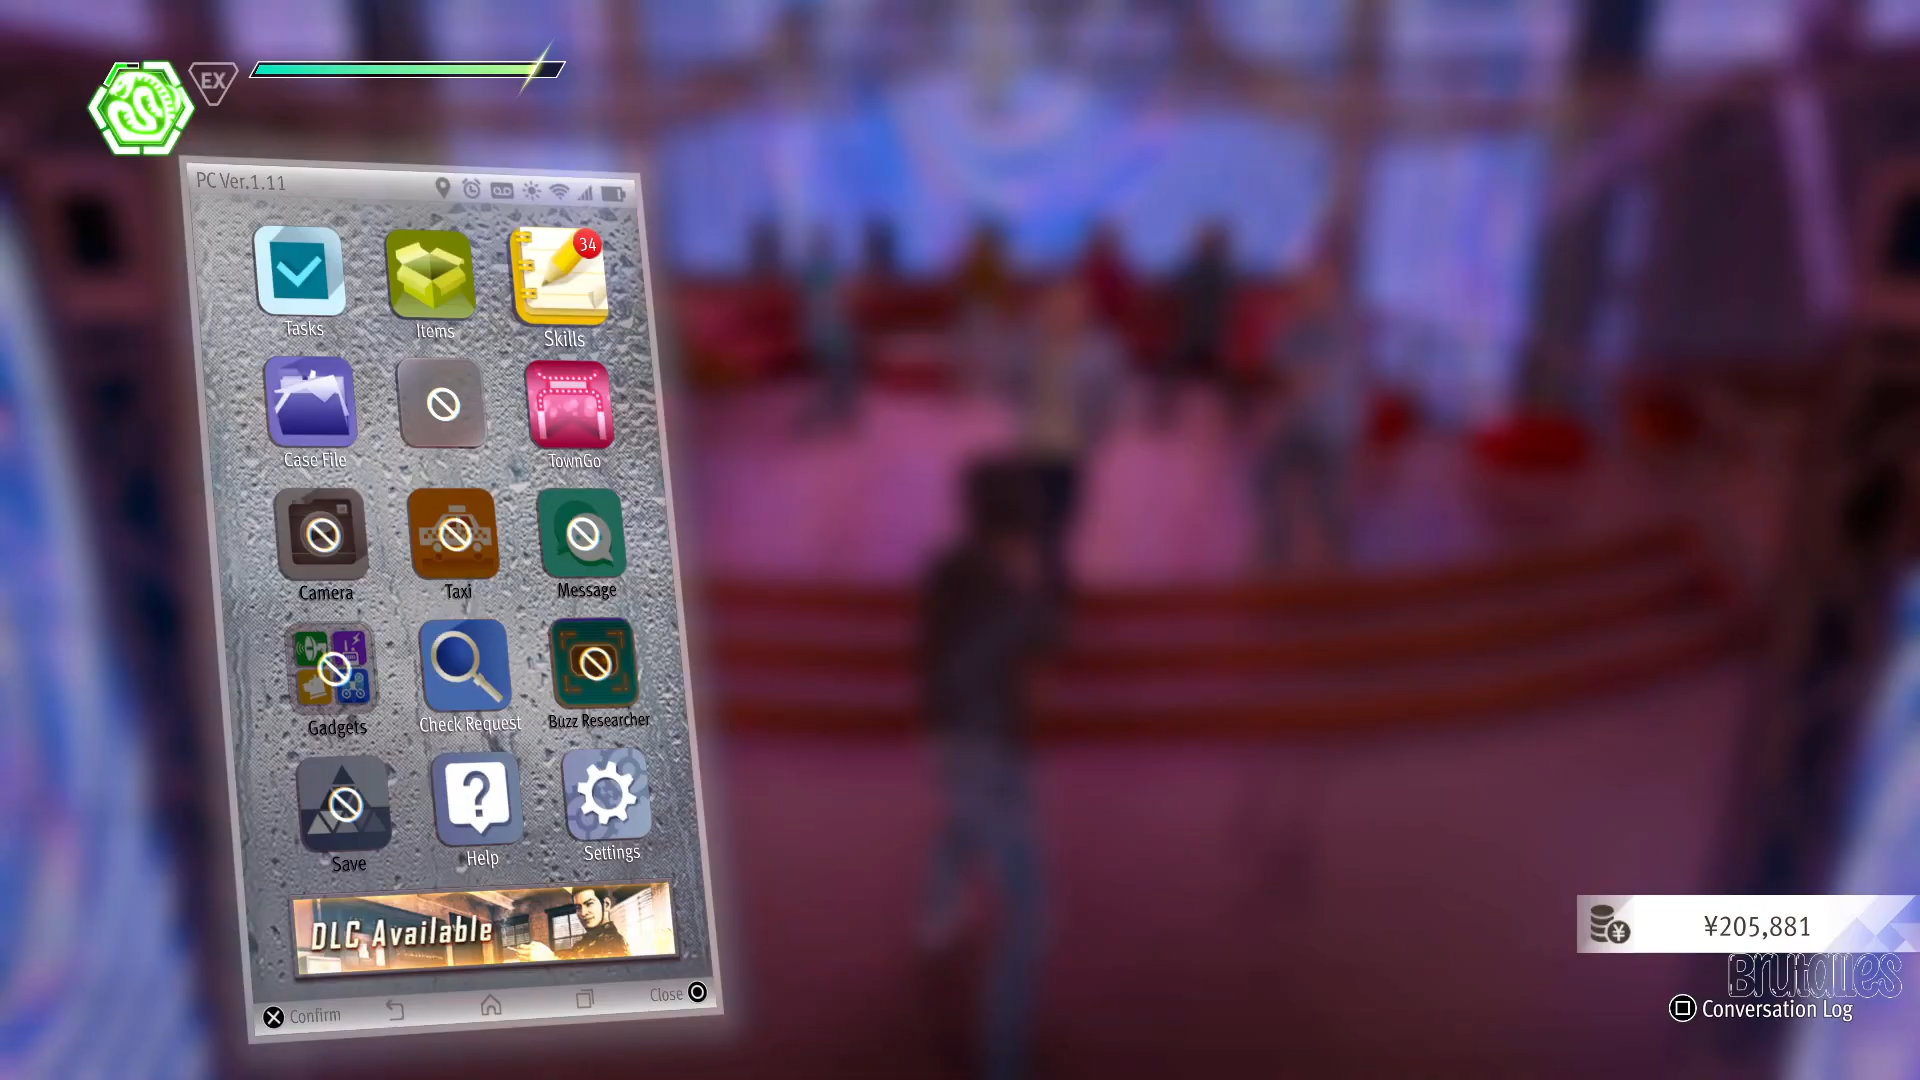 EX
PC Ver.1.11
34
Tasks
Items
Skills
Case File
TownGo
Camera
Taxi
Message
Gadgets
Check Request
Buzz Researcher
Save
Help
Settings
DLC Available
Confirm
Close
¥205,881
Brutalles
Conversation Log